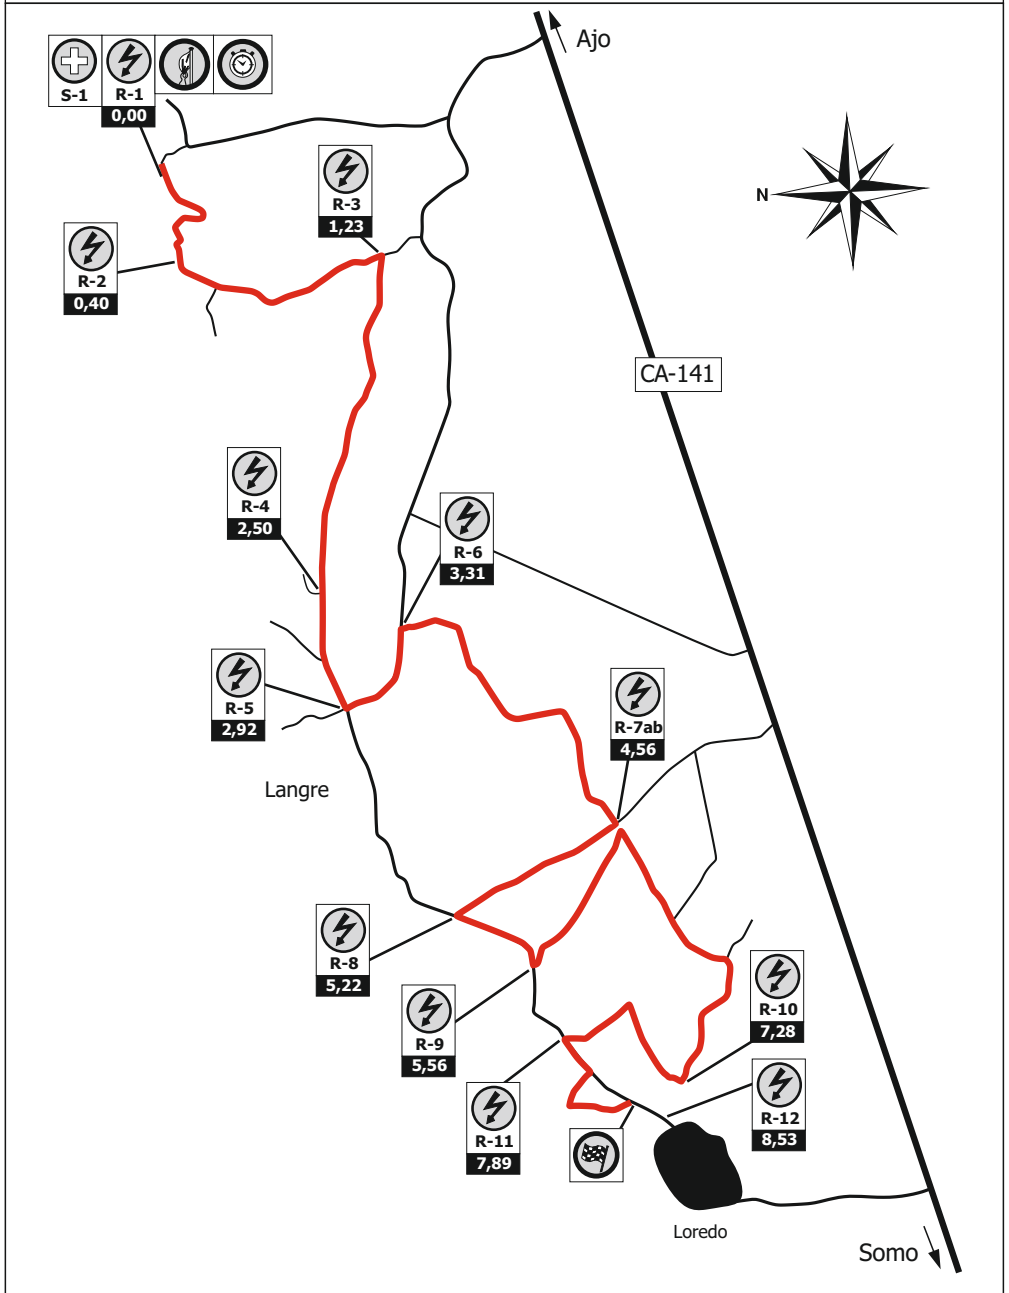 Ajo
S-1
R-1
0,00
R-3
1,23
N
R-2
0,40
CA-141
R-4
2,50
R-6
3,31
R-5
2,92
R-7ab
4,56
Langre
R-8
5,22
R-10
7,28
R-9
5,56
R-12
8,53
R-11
7,89
Loredo
Somo